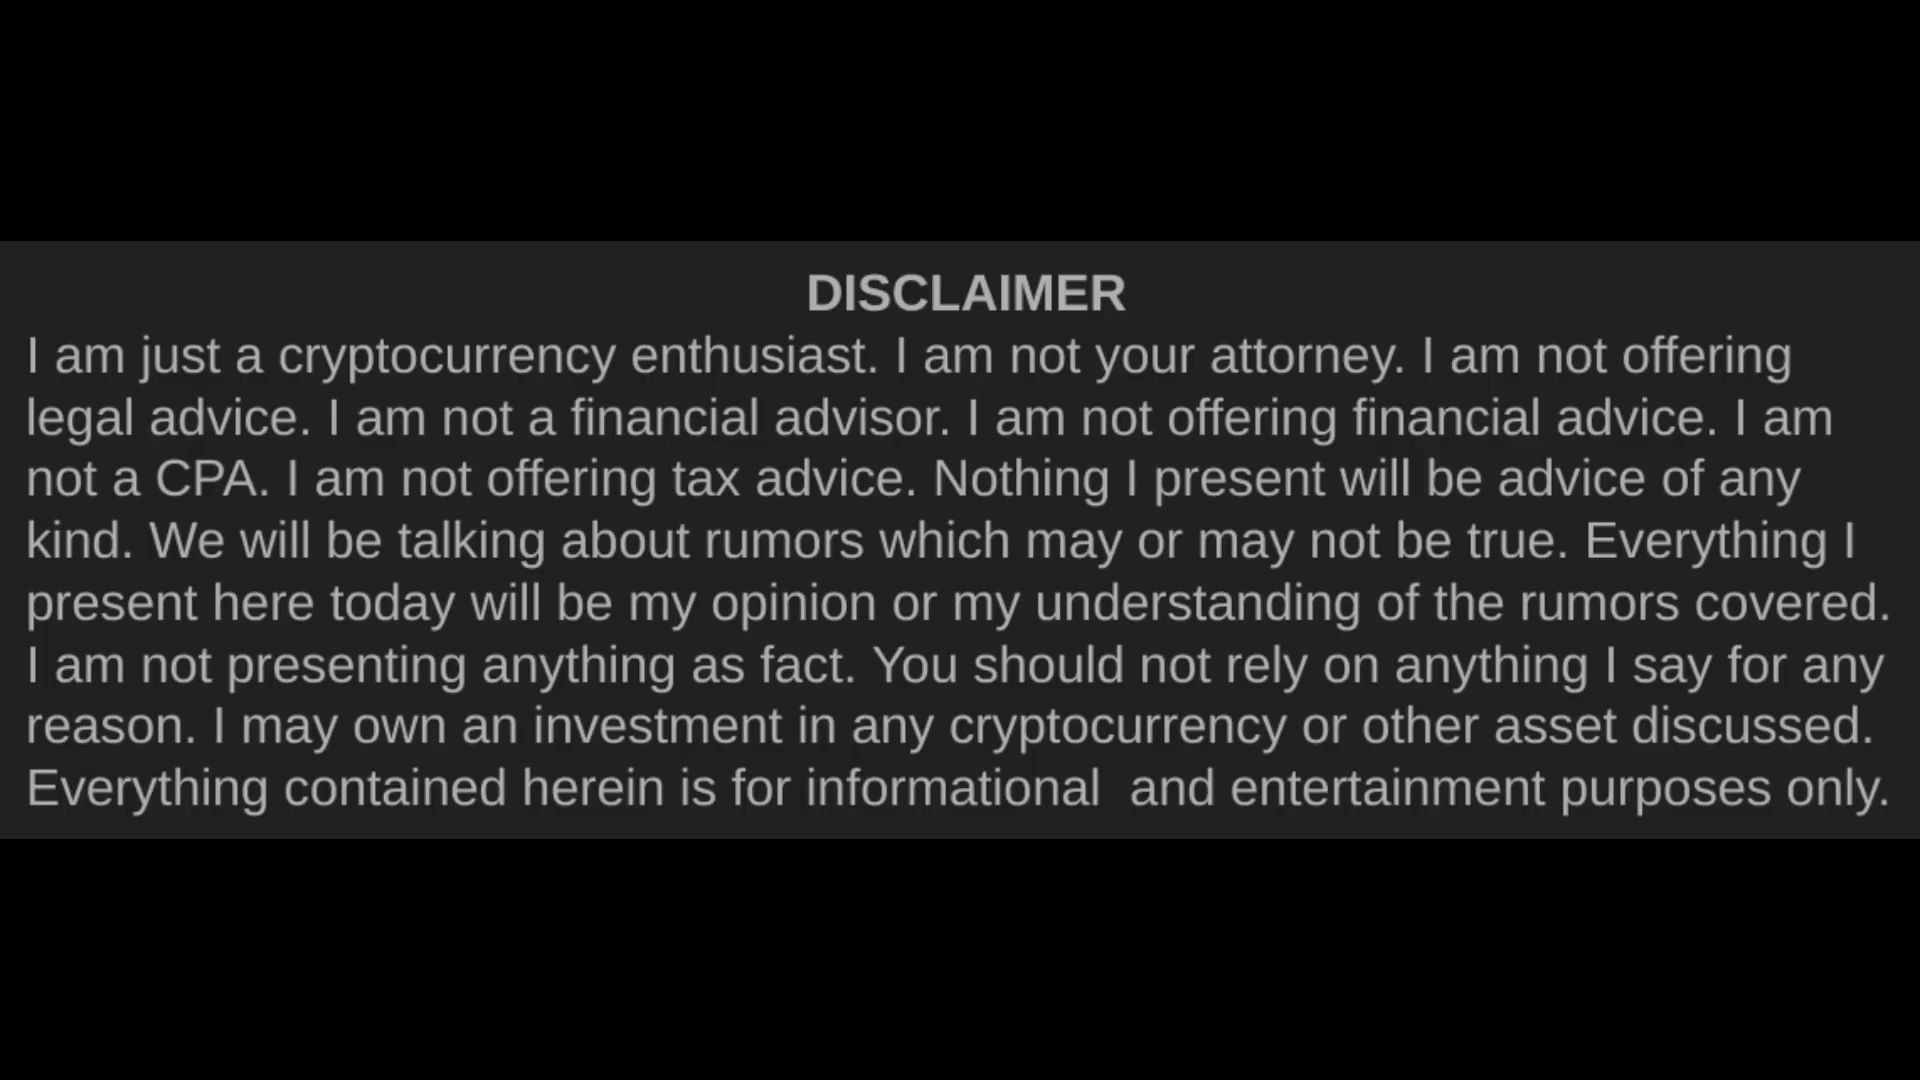 DISCLAIMER
I am just a cryptocurrency enthusiast. I am not your attorney. I am not offering
legal advice. I am not a financial advisor. I am not offering financial advice. I am
not a CPA. I am not offering tax advice. Nothing I present will be advice of any
kind. We will be talking about rumors which may or may not be true. Everything I
present here today will be my opinion or my understanding of the rumors covered.
I am not presenting anything as fact. You should not rely on anything I say for any
reason. I may own an investment in any cryptocurrency or other asset discussed.
Everything contained herein is for informational  and entertainment purposes only.